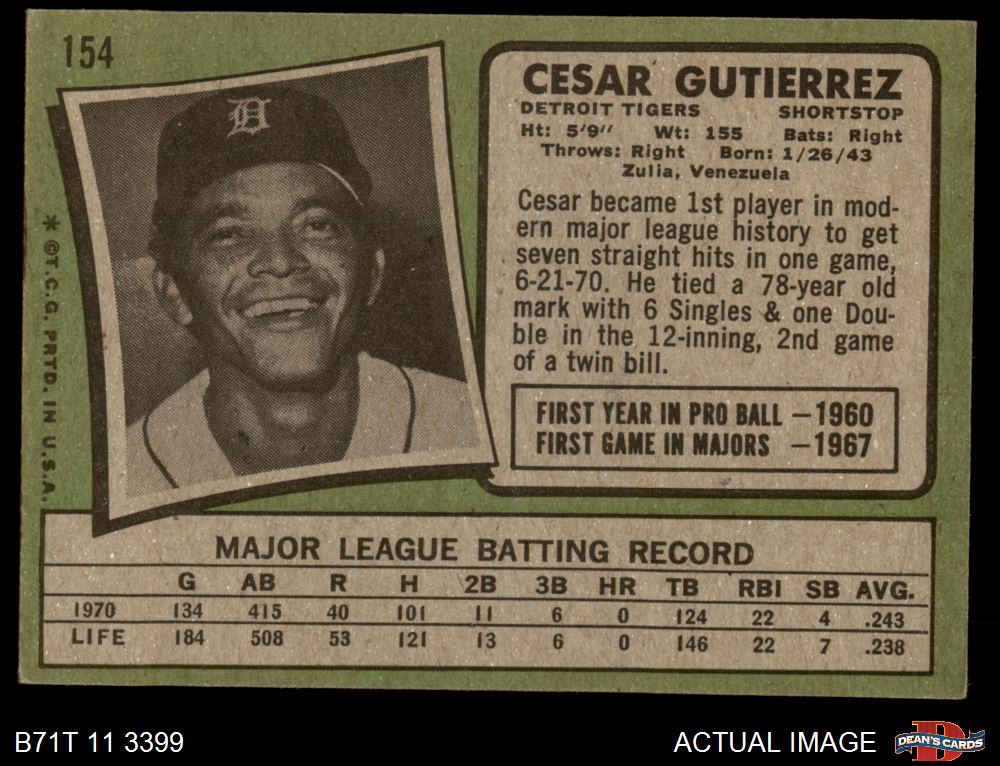 154
CESAR GUTIERREZ
DETROIT TIGERS SHORTSTOP
Ht: 5'9" Wt: 155 Bats: Right
Throws: Right Born: 1/26/43
Zulia, Venezuela
Cesar became 1st player in mod-
ern major league history to get
seven straight hits in one game,
6-21-70. He tied a 78-year old
mark with 6 Singles & one Dou-
ble in the 12-inning, 2nd game
of a twin bill.
FIRST YEAR IN PRO BALL —1960
FIRST GAME IN MAJORS —1967
D
* ©T.C.G. PRTD. IN U.S.A.
MAJOR LEAGUE BATTING RECORD
G AB R H 2B 3B HR TB RBI SB AVG.
1970 134 415 40 101 11 6 0 124 22 4 .243
LIFE 184 508 53 121 13 6 0 146 22 7 .238
B71T 11 3399
ACTUAL IMAGE
D
DEAN'S CARDS